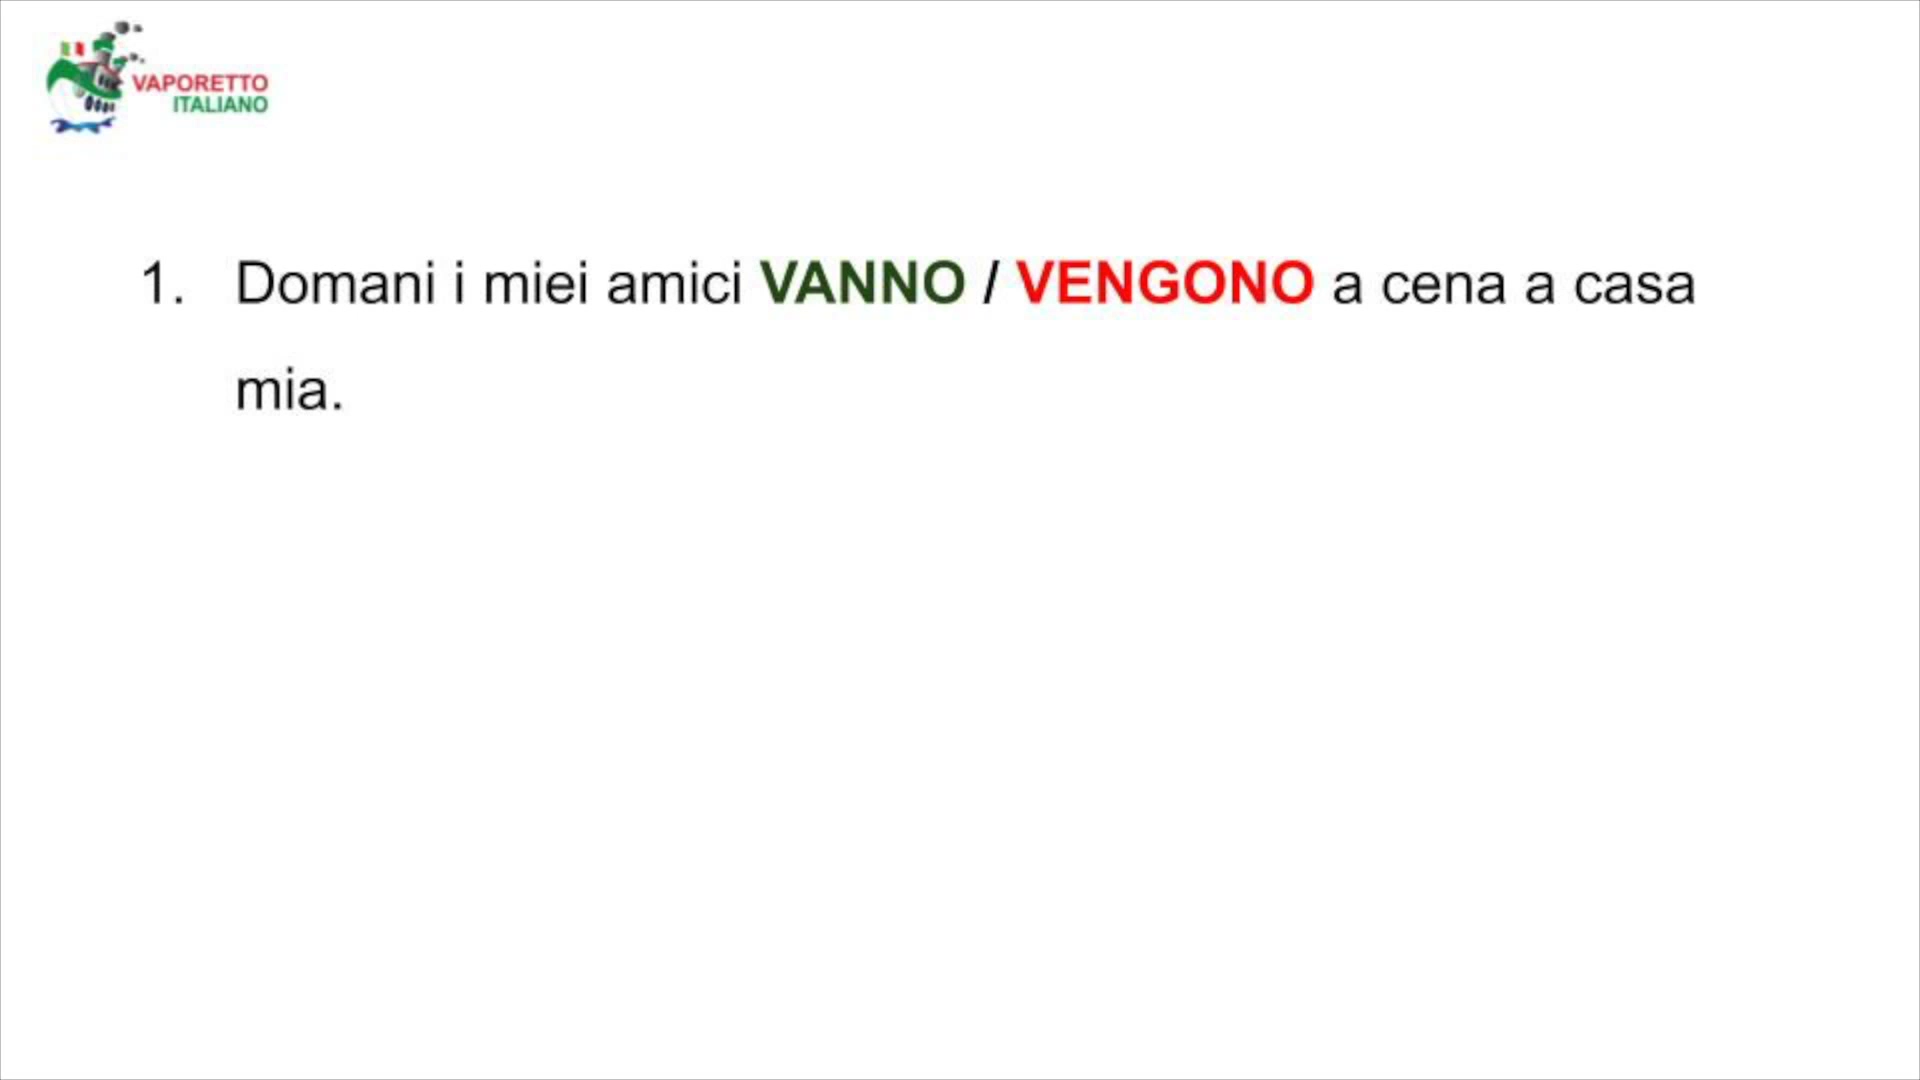 VAPORETTO
ITALIANO
1. Domani i miei amici VANNO / VENGONO a cena a casa
mia.